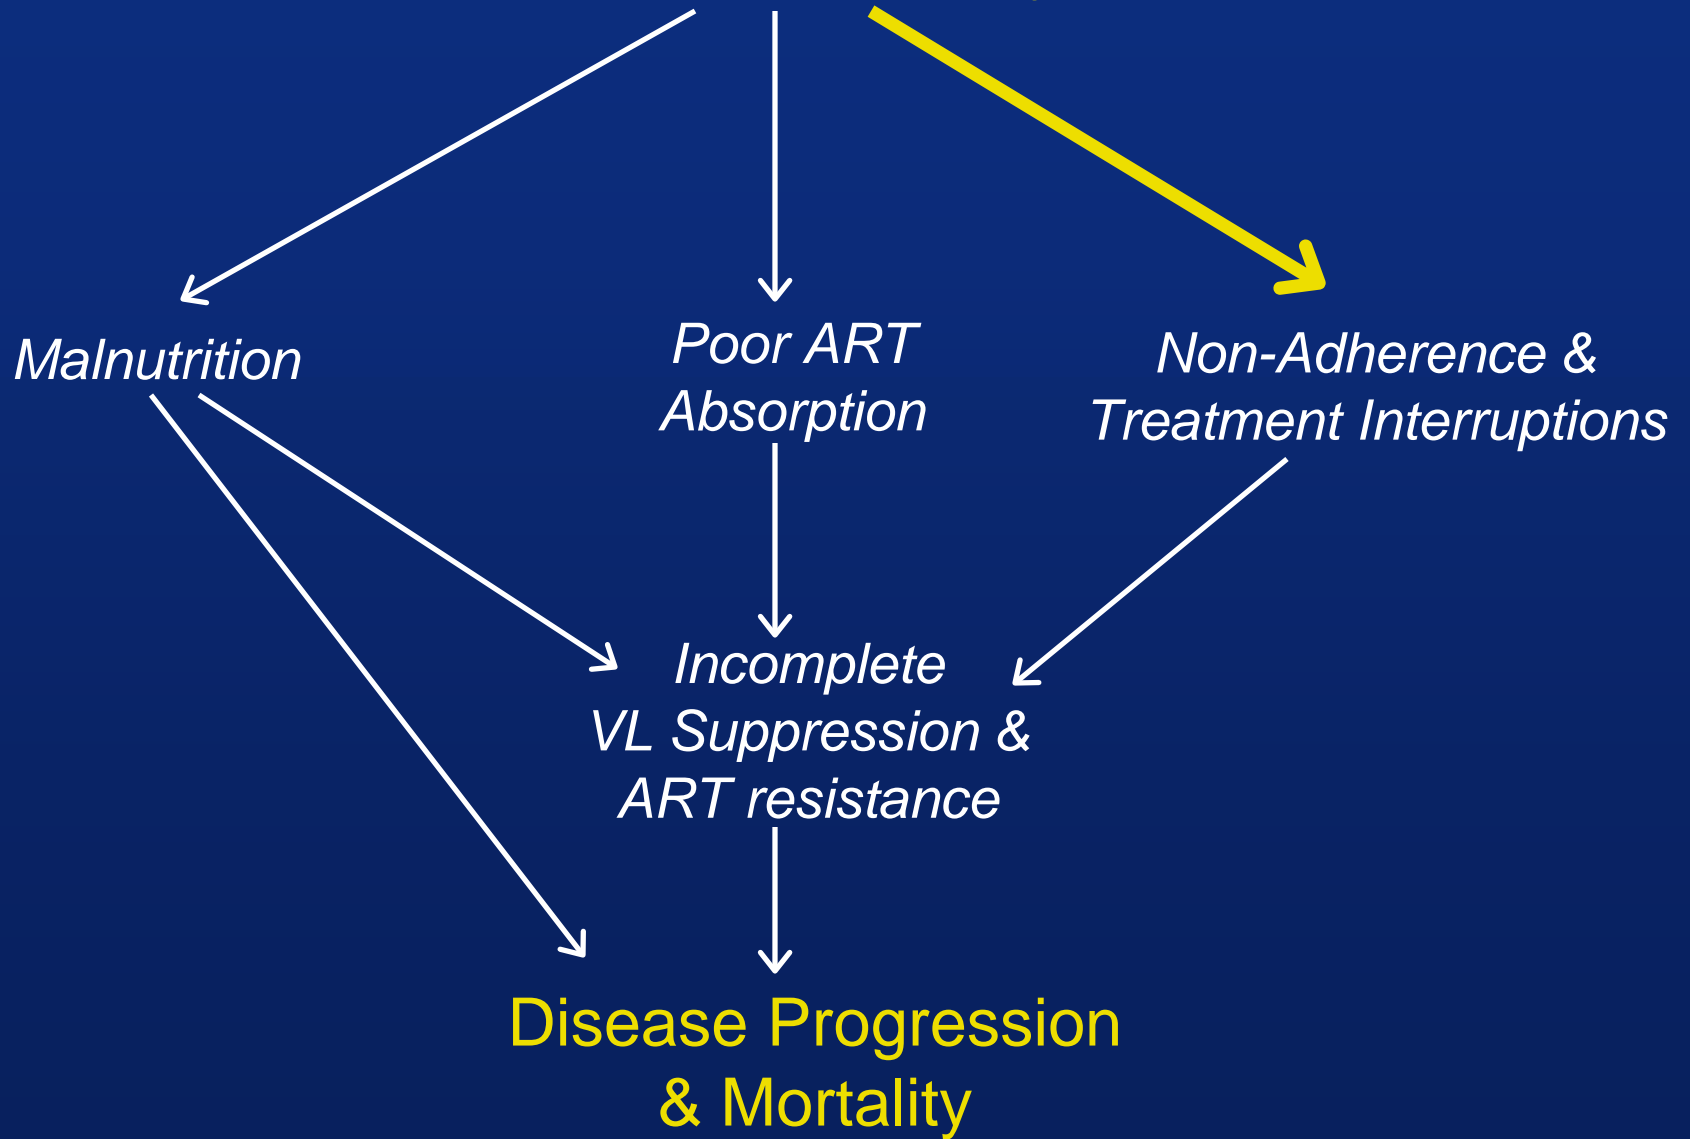 Malnutrition
Poor ART
Absorption
Non-Adherence &
Treatment Interruptions
Incomplete
VL Suppression &
ART resistance
Disease Progression
& Mortality